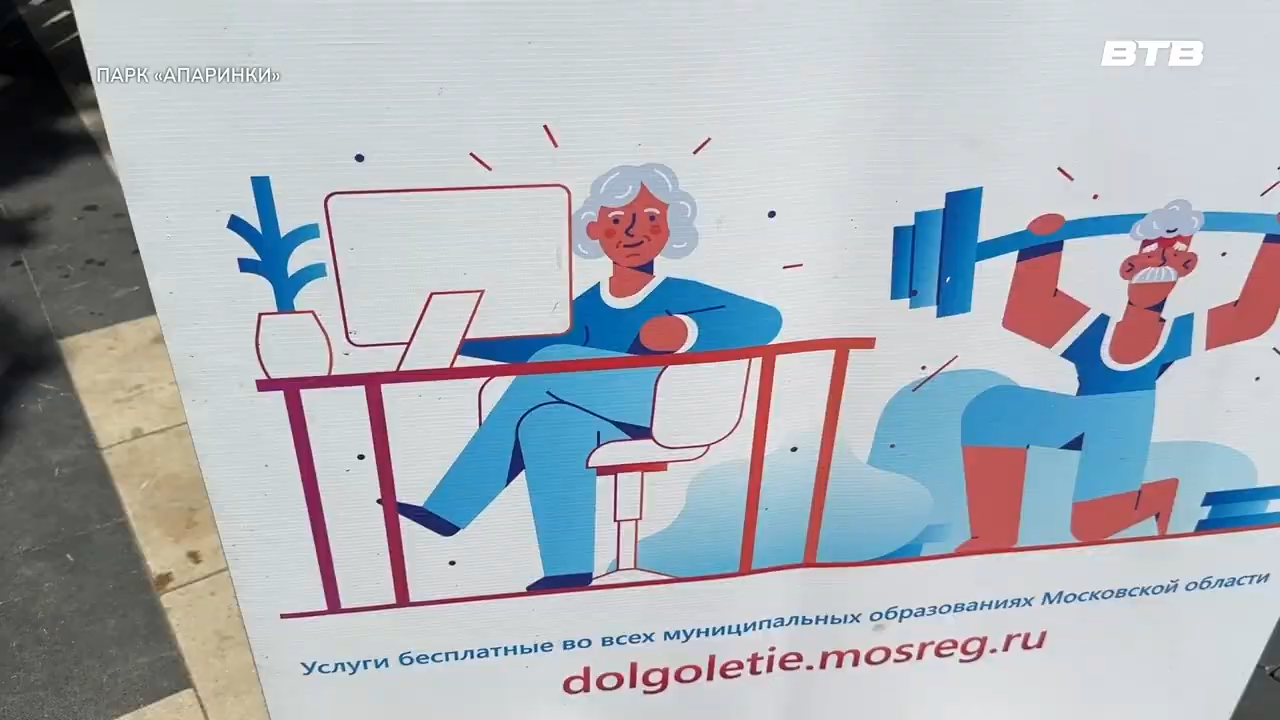 ВТВ
ПАРК «АПАРИНКИ»
Услуги бесплатные во всех муниципальных образованиях Московской области
dolgoletie.mosreg.ru